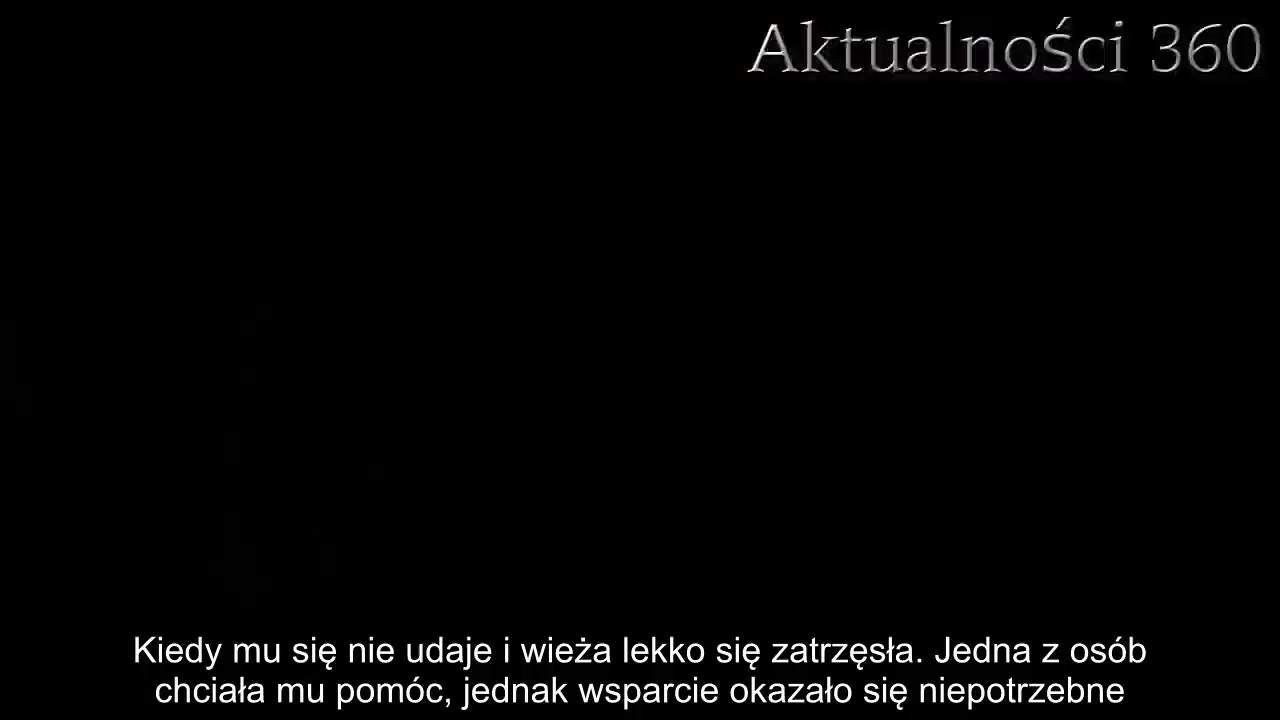 Aktualności 360
Kiedy mu się nie udaje i wieża lekko się zatrzęsła. Jedna z osób
chciała mu pomóc, jednak wsparcie okazało się niepotrzebne